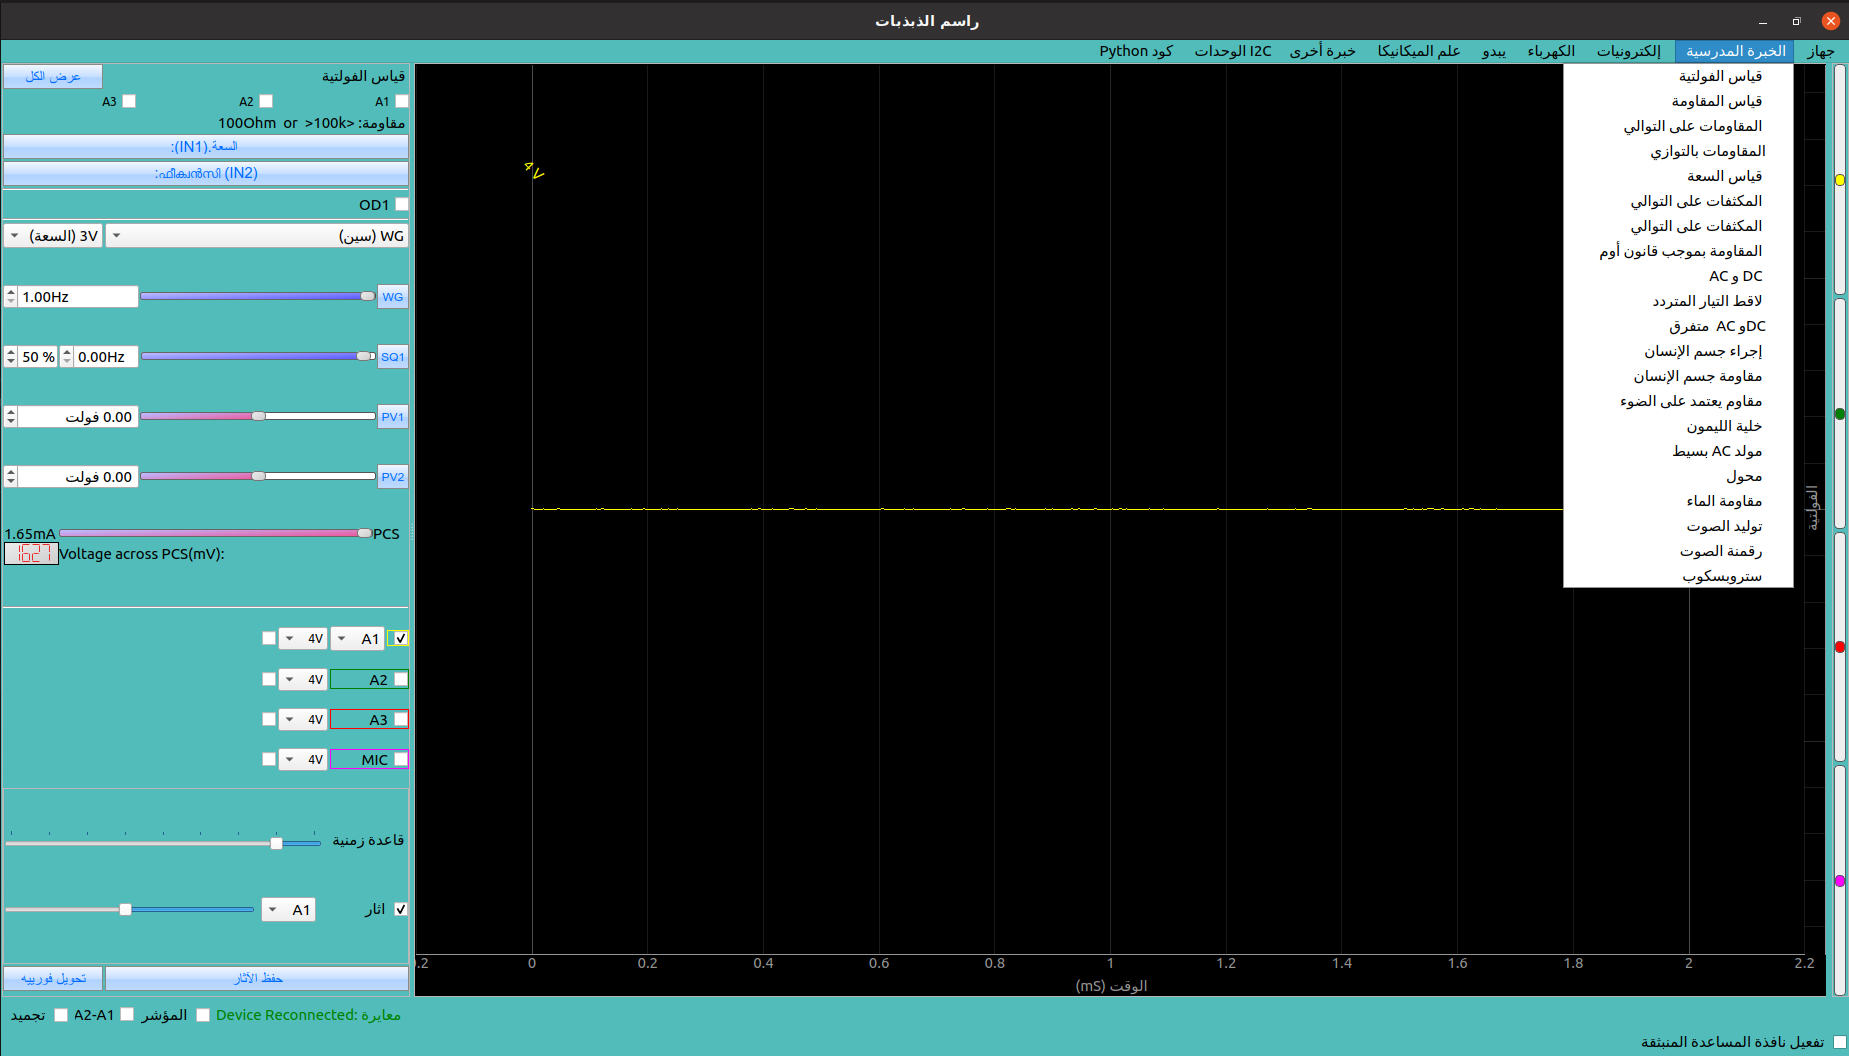 راسم الذبذبات
جهاز
الخبرة المدرسية
إلكترونيات
الكهرباء
يبدو
علم الميكانيكا
خبرة أخرى
I2C الوحدات
كود Python
قياس الفولتية
قياس المقاومة
المقاومات على التوالي
المقاومات بالتوازي
قياس السعة
المكثفات على التوالي
المكثفات على التوالي
المقاومة بموجب قانون أوم
DC و AC
لاقط التيار المتردد
DCو AC متفرق
إجراء جسم الإنسان
مقاومة جسم الإنسان
مقاوم يعتمد على الضوء
خلية الليمون
مولد AC بسيط
محول
مقاومة الماء
توليد الصوت
رقمنة الصوت
ستروبسكوب
قياس الفولتية
عرض الكل
A1
A2
A3
مقاومة: <100Ohm or >100k
السعة.(IN1):
ഫ്രീക്വൻസി (IN2):
OD1
WG (سين)
3V (السعة)
WG
1.00Hz
SQ1
0.00Hz
50 %
PV1
0.00 فولت
PV2
0.00 فولت
PCS
1.65mA
Voltage across PCS(mV):
1627
A1
4V
A2
4V
A3
4V
MIC
4V
قاعدة زمنية
اثار
A1
حفظ الآثار
تحويل فورييه
4V
الفولتية
.2
0
0.2
0.4
0.6
0.8
1
1.2
1.4
1.6
1.8
2
2.2
الوقت (mS)
معايرة :Device Reconnected
المؤشر
A2-A1
تجميد
تفعيل نافذة المساعدة المنبثقة